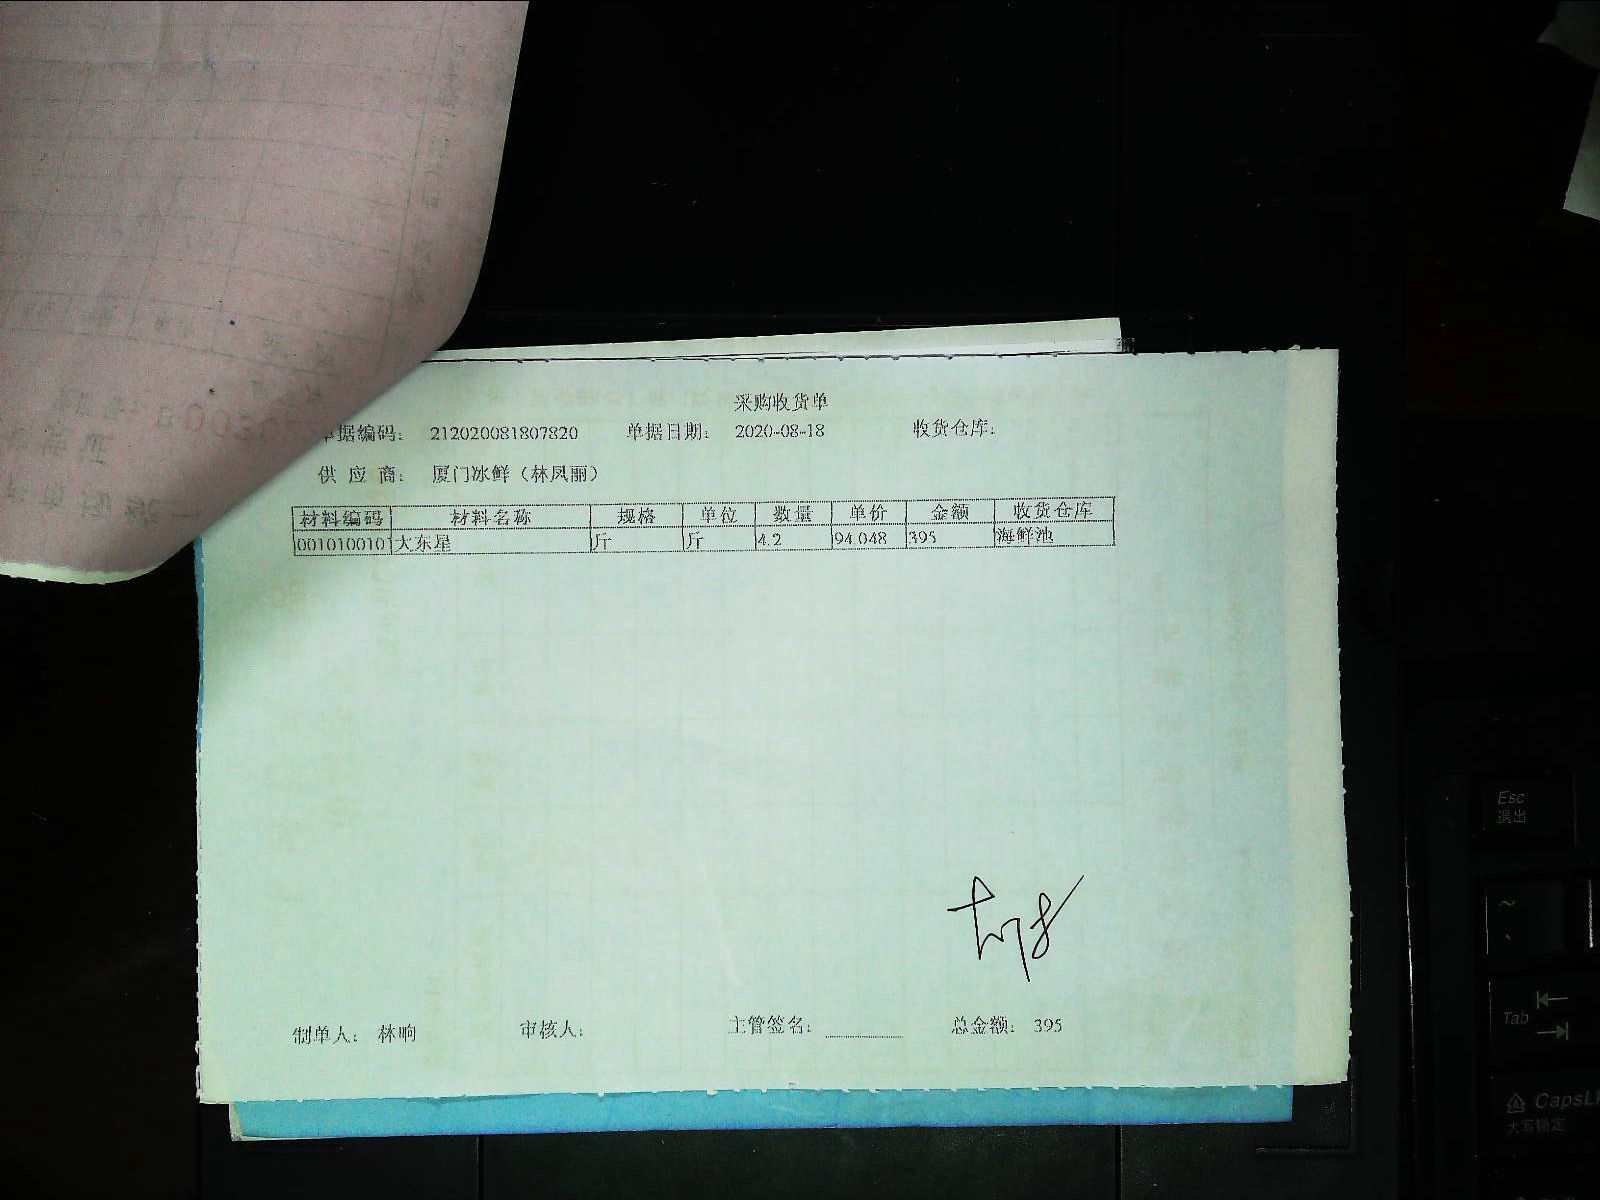 采购收货单
单据编码： 212020081807820 单据日期： 2020-08-18 收货仓库：
供应商： 厦门冰鲜（林凤丽）
材料编码 材料名称 规格 单位 数量 单价 金额 收货仓库
001010010 大东星 斤 斤 4.2 94.048 395 海鲜池
制单人： 林响 审核人： 主管签名： 总金额： 395
Esc
退出
~
Tab
CapsL
大写锁定